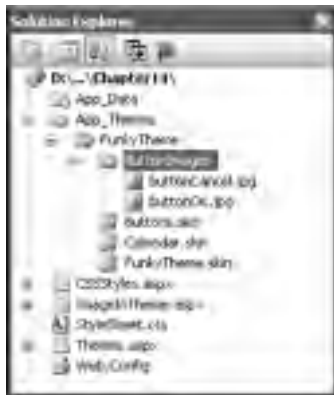 Solution Explorer
D:\...\Chapter14\
App_Data
App_Themes
FunkyTheme
ButtonImages
buttonCancel.jpg
buttonOK.jpg
Buttons.skin
Calendar.skin
FunkyTheme.skin
CSSStyles.aspx
StyleSheet.css
Themes.aspx
Web.Config